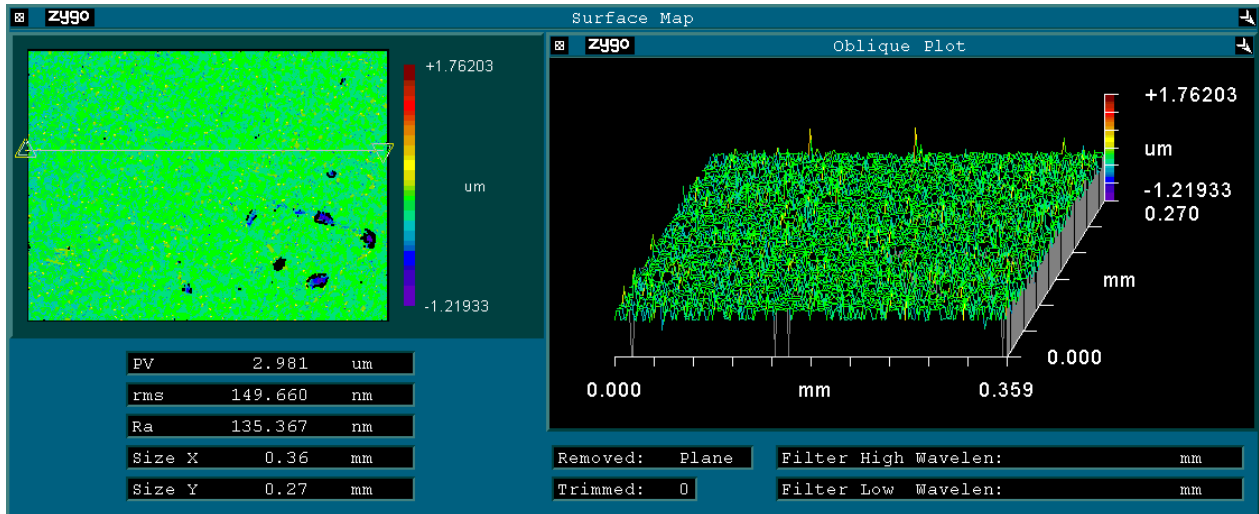 zygo Surface Map
+1.76203
um
-1.21933
PV 2.981 um
rms 149.660 nm
Ra 135.367 nm
Size X 0.36 mm
Size Y 0.27 mm
zygo Oblique Plot
+1.76203
um
-1.21933
0.270
mm
0.000
0.000 mm 0.359
Removed: Plane
Trimmed: 0
Filter High Wavelen: mm
Filter Low Wavelen: mm